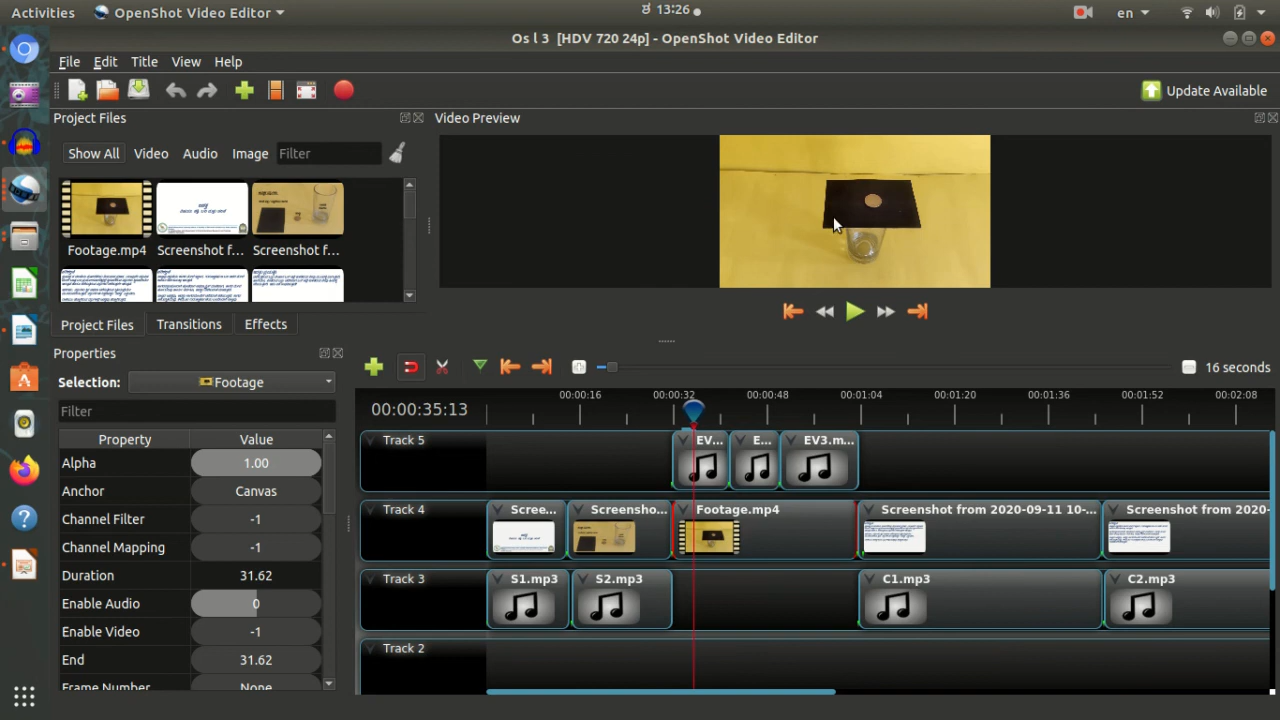 Activities OpenShot Video Editor ಶ 13:26 en
Os l 3 [HDV 720 24p] - OpenShot Video Editor
File Edit Title View Help
Update Available
Project Files
Video Preview
Show All Video Audio Image Filter
Footage.mp4 Screenshot f... Screenshot f...
Project Files Transitions Effects
Properties
Selection: Footage
16 seconds
Filter
00:00:35:13
00:00:16 00:00:32 00:00:48 00:01:04 00:01:20 00:01:36 00:01:52 00:02:08
Property Value
Alpha 1.00
Anchor Canvas
Channel Filter -1
Channel Mapping -1
Duration 31.62
Enable Audio 0
Enable Video -1
End 31.62
Frame Number None
Track 5 EV... E... EV3.m...
Track 4 Scree... Screensho... Footage.mp4 Screenshot from 2020-09-11 10-... Screenshot from 2020-
Track 3 S1.mp3 S2.mp3 C1.mp3 C2.mp3
Track 2